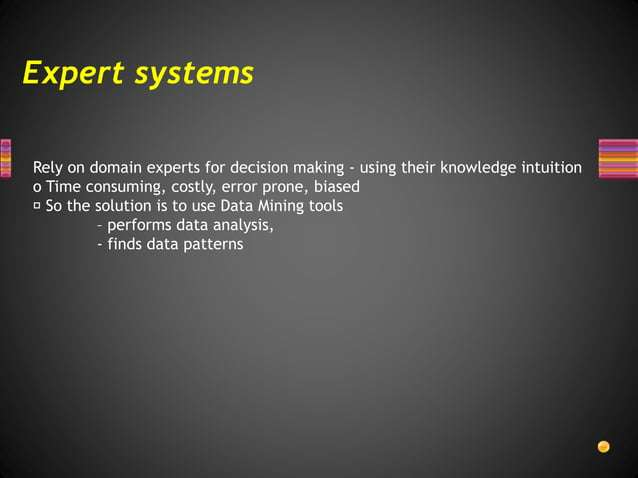 Expert systems
Rely on domain experts for decision making - using their knowledge intuition
o Time consuming, costly, error prone, biased
□ So the solution is to use Data Mining tools
– performs data analysis,
- finds data patterns